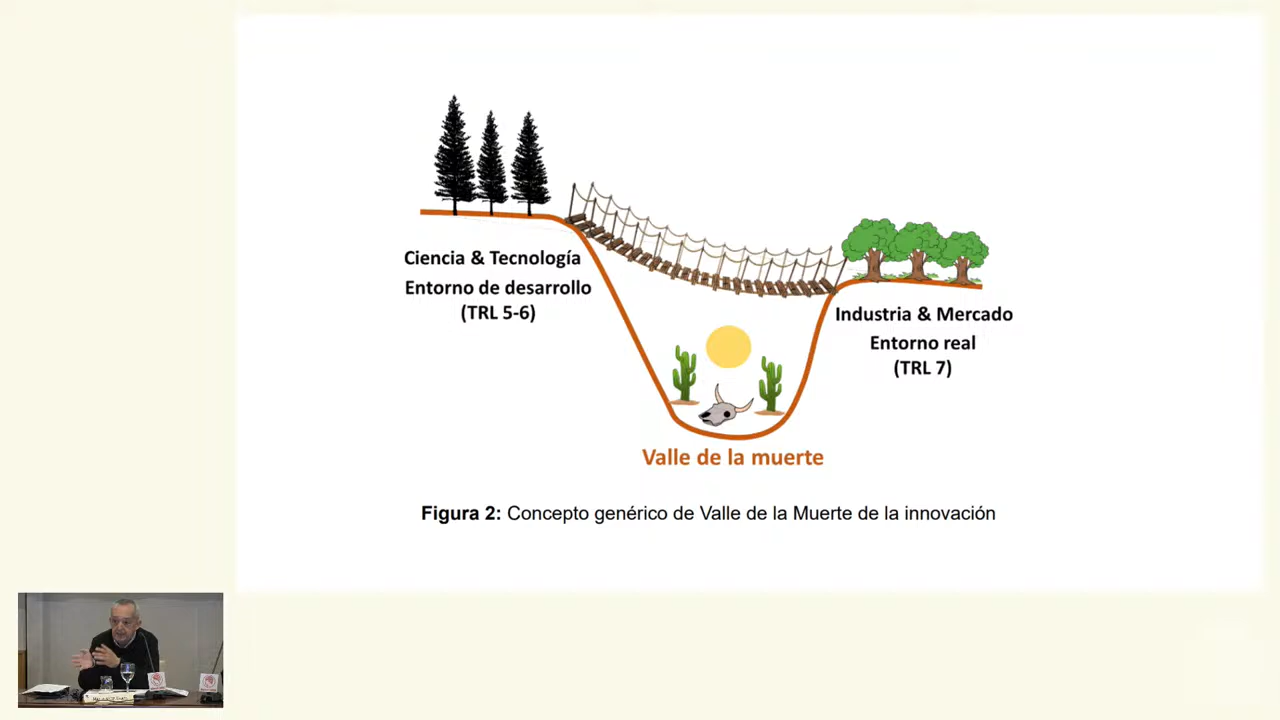 Ciencia & Tecnología
Entorno de desarrollo
(TRL 5-6)
Industria & Mercado
Entorno real
(TRL 7)
Valle de la muerte
Figura 2: Concepto genérico de Valle de la Muerte de la innovación